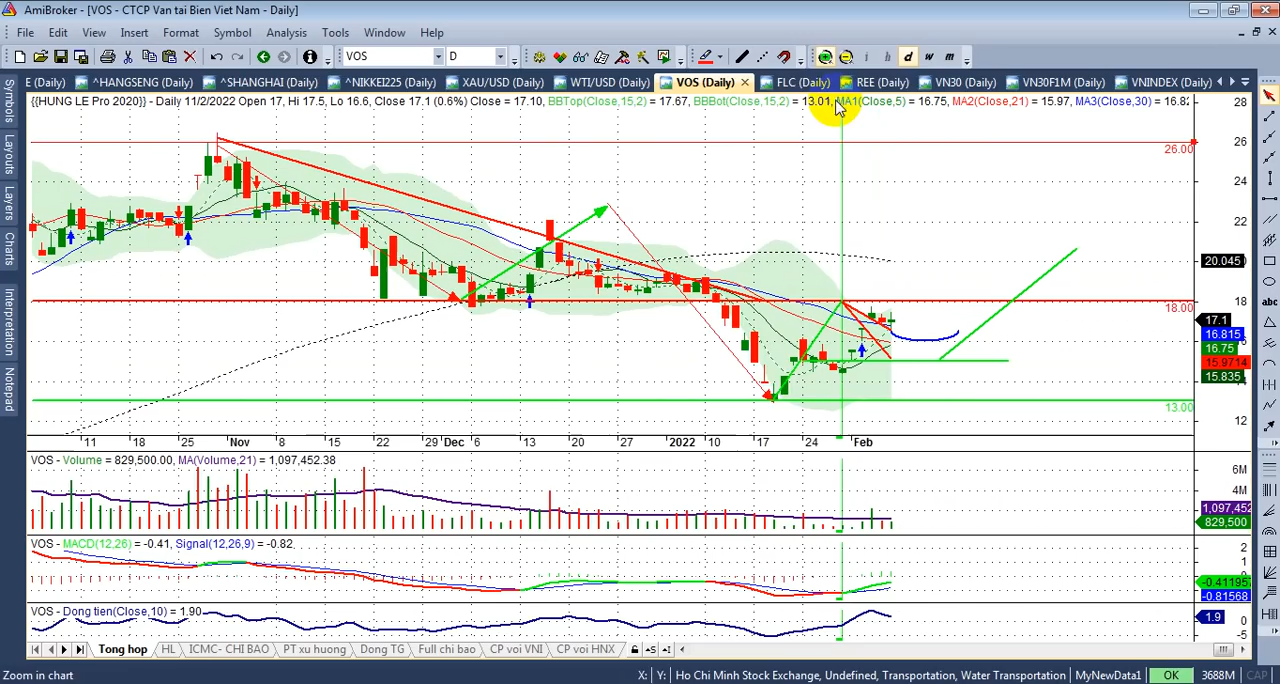 AmiBroker - [VOS - CTCP Van tai Bien Viet Nam - Daily]
File Edit View Insert Format Symbol Analysis Tools Window Help
VOS D i h d w m
E (Daily) ^HANGSENG (Daily) ^SHANGHAI (Daily) ^NIKKEI225 (Daily) XAU/USD (Daily) WTI/USD (Daily) VOS (Daily) FLC (Daily) REE (Daily) VN30 (Daily) VN30F1M (Daily) VNINDEX (Daily)
{{HUNG LE Pro 2020}} - Daily 11/2/2022 Open 17, Hi 17.5, Lo 16.6, Close 17.1 (0.6%) Close = 17.10, BBTop(Close,15,2) = 17.67, BBBot(Close,15,2) = 13.01, MA1(Close,5) = 16.75, MA2(Close,21) = 15.97, MA3(Close,30) = 16.82
Symbols
Layouts
Layers
Charts
Interpretation
Notepad
28
26
26.00
24
22
20.045
18
18.00
17.1
16.815
16.75
15.9714
15.835
13.00
12
11 18 25 Nov 8 15 22 29 Dec 6 13 20 27 2022 10 17 24 Feb
VOS - Volume = 829,500.00, MA(Volume,21) = 1,097,452.38
6M
4M
1,097,452
829,500
VOS - MACD(12,26) = -0.41, Signal(12,26,9) = -0.82
2
1
-0.41195
-0.81568
VOS - Dong tien(Close,10) = 1.90
1.9
0
-5
Tong hop HL ICMC- CHI BAO PT xu huong Dong TG Full chi bao CP voi VNI CP voi HNX
abc
Zoom in chart X: Y: Ho Chi Minh Stock Exchange, Undefined, Transportation, Water Transportation MyNewData1 OK 3688M CAP